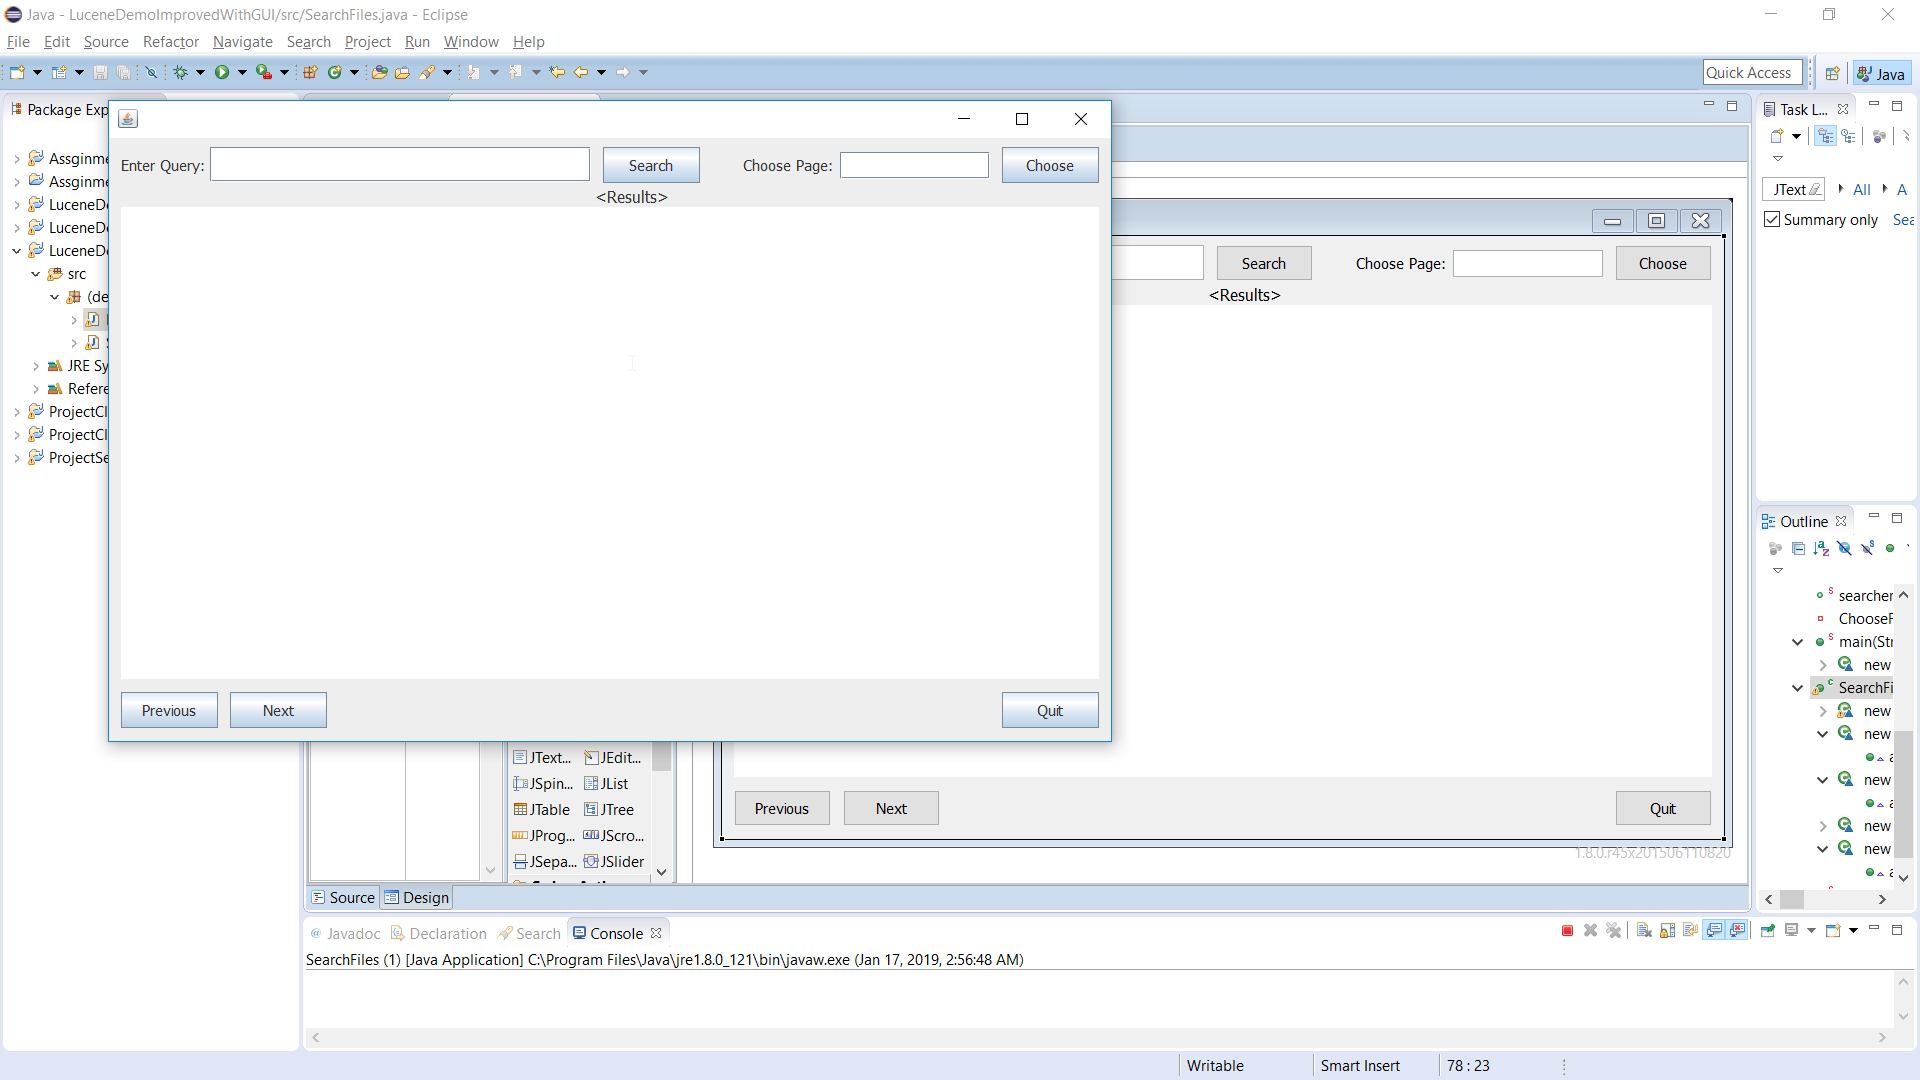 Java - LuceneDemoImprovedWithGUI/src/SearchFiles.java - Eclipse
File Edit Source Refactor Navigate Search Project Run Window Help
Quick Access
Java
Package Exp
Task L...
Assginme
Assginme
LuceneDe
LuceneDe
LuceneDe
src
(de
JRE Sy
Refere
ProjectCl
ProjectCl
ProjectSe
Enter Query: Search Choose Page: Choose
<Results>
Previous Next Quit
Search Choose Page: Choose
<Results>
Previous Next Quit
1.8.0.r45x201506110820
JText All A
Summary only Sea
Outline
searcher
ChooseF
main(Str
new
SearchFi
new
new
new
new
new
JText... JEdit...
JSpin... JList
JTable JTree
JProg... JScro...
JSepa... JSlider
Source Design
@ Javadoc Declaration Search Console
SearchFiles (1) [Java Application] C:\Program Files\Java\jre1.8.0_121\bin\javaw.exe (Jan 17, 2019, 2:56:48 AM)
Writable Smart Insert 78 : 23